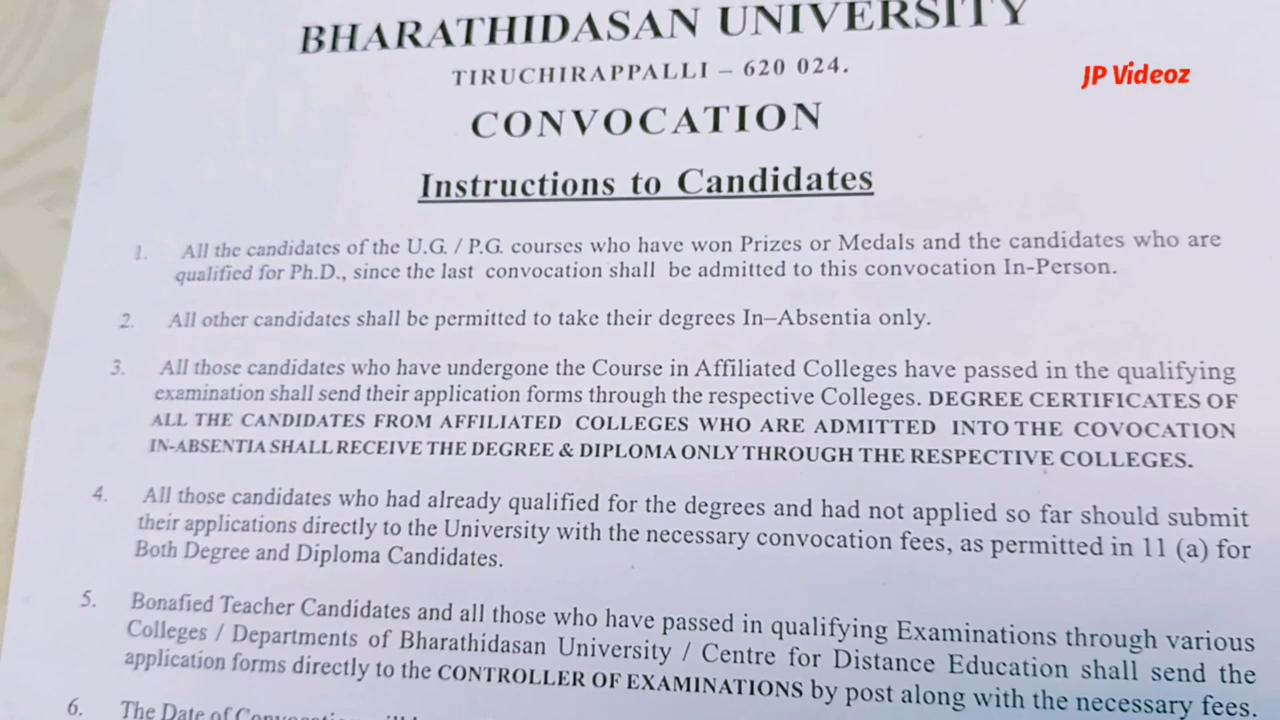 BHARATHIDASAN UNIVERSITY
TIRUCHIRAPPALLI – 620 024.
JP Videoz
CONVOCATION
Instructions to Candidates
1. All the candidates of the U.G. / P.G. courses who have won Prizes or Medals and the candidates who are
qualified for Ph.D., since the last convocation shall be admitted to this convocation In-Person.
2. All other candidates shall be permitted to take their degrees In–Absentia only.
3. All those candidates who have undergone the Course in Affiliated Colleges have passed in the qualifying
examination shall send their application forms through the respective Colleges. DEGREE CERTIFICATES OF
ALL THE CANDIDATES FROM AFFILIATED COLLEGES WHO ARE ADMITTED INTO THE COVOCATION
IN-ABSENTIA SHALL RECEIVE THE DEGREE & DIPLOMA ONLY THROUGH THE RESPECTIVE COLLEGES.
4. All those candidates who had already qualified for the degrees and had not applied so far should submit
their applications directly to the University with the necessary convocation fees, as permitted in 11 (a) for
Both Degree and Diploma Candidates.
5. Bonafied Teacher Candidates and all those who have passed in qualifying Examinations through various
Colleges / Departments of Bharathidasan University / Centre for Distance Education shall send the
application forms directly to the CONTROLLER OF EXAMINATIONS by post along with the necessary fees.
6. The Date of